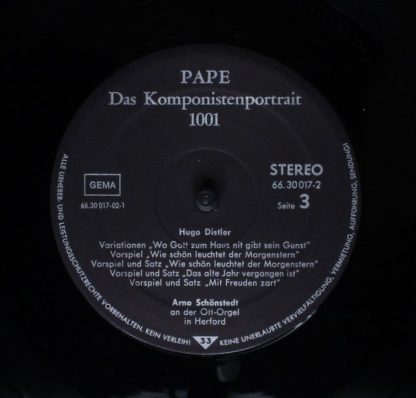 PAPE
Das Komponistenportrait
1001
GEMA
STEREO
66.30 017-2
66.30 017-02-1
Seite 3
Hugo Distler
Variationen „Wo Gott zum Haus nit gibt sein Gunst"
Vorspiel „Wie schön leuchtet der Morgenstern"
Vorspiel und Satz „Wie schön leuchtet der Morgenstern"
Vorspiel und Satz „Das alte Jahr vergangen ist"
Vorspiel und Satz „Mit Freuden zart"
Arno Schönstedt
an der Ott-Orgel
in Herford
ALLE URHEBER- UND LEISTUNGSSCHUTZRECHTE VORBEHALTEN. KEIN VERLEIH! KEINE UNERLAUBTE VERVIELFÄLTIGUNG, VERMIETUNG, AUFFÜHRUNG, SENDUNG!
33